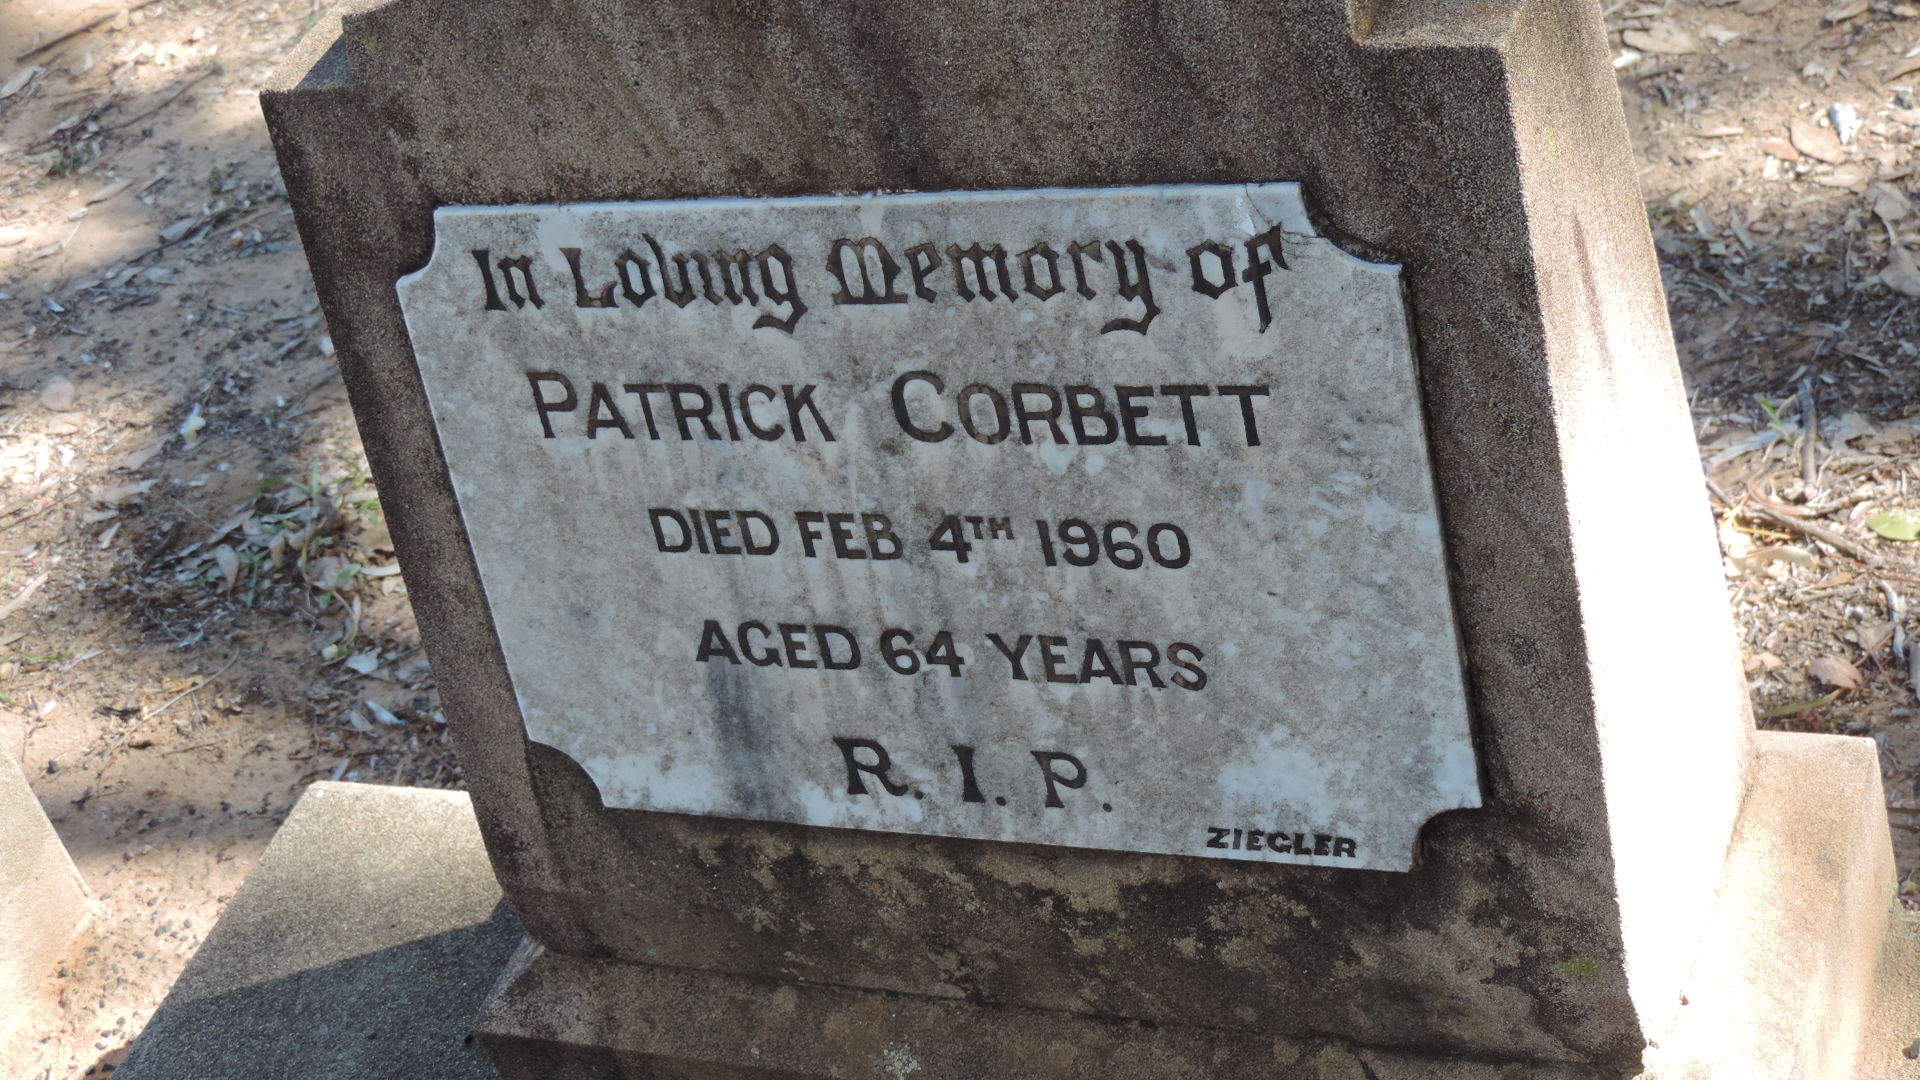 In Loving Memory of
PATRICK CORBETT
DIED FEB 4TH 1960
AGED 64 YEARS
R. I. P.
ZIEGLER